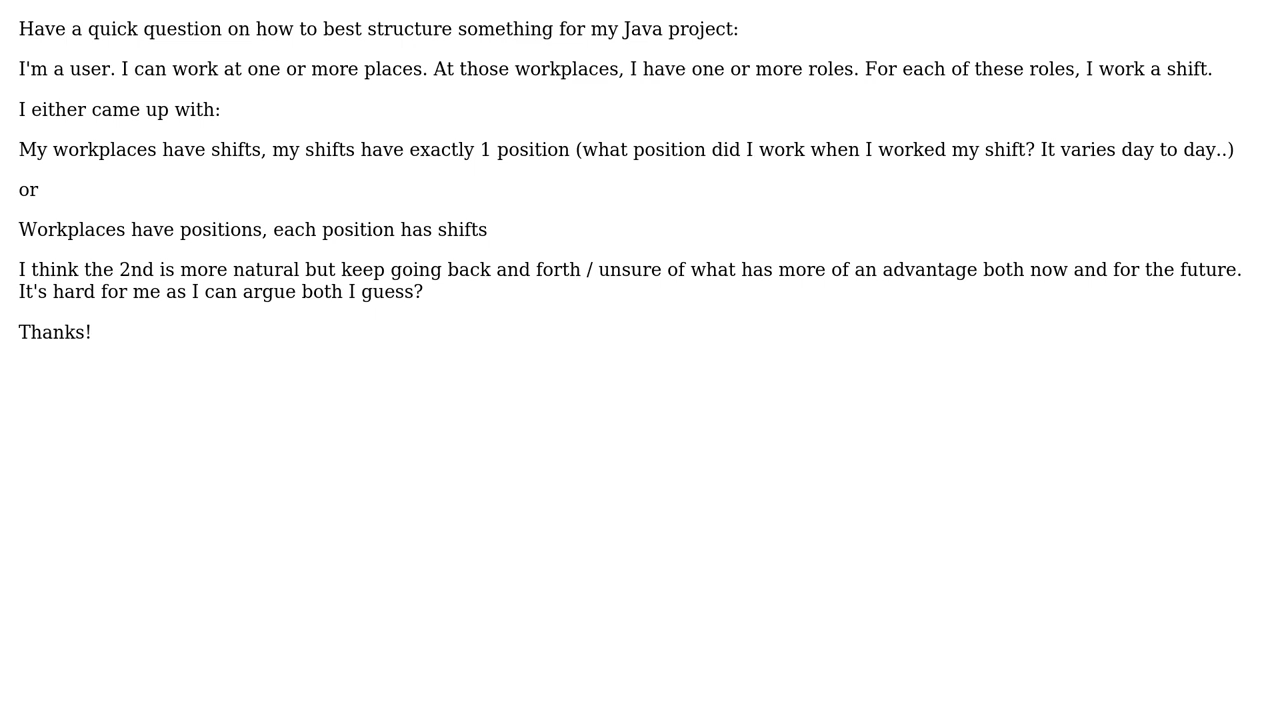 Have a quick question on how to best structure something for my Java project:
I'm a user. I can work at one or more places. At those workplaces, I have one or more roles. For each of these roles, I work a shift.
I either came up with:
My workplaces have shifts, my shifts have exactly 1 position (what position did I work when I worked my shift? It varies day to day..)
or
Workplaces have positions, each position has shifts
I think the 2nd is more natural but keep going back and forth / unsure of what has more of an advantage both now and for the future.
It's hard for me as I can argue both I guess?
Thanks!